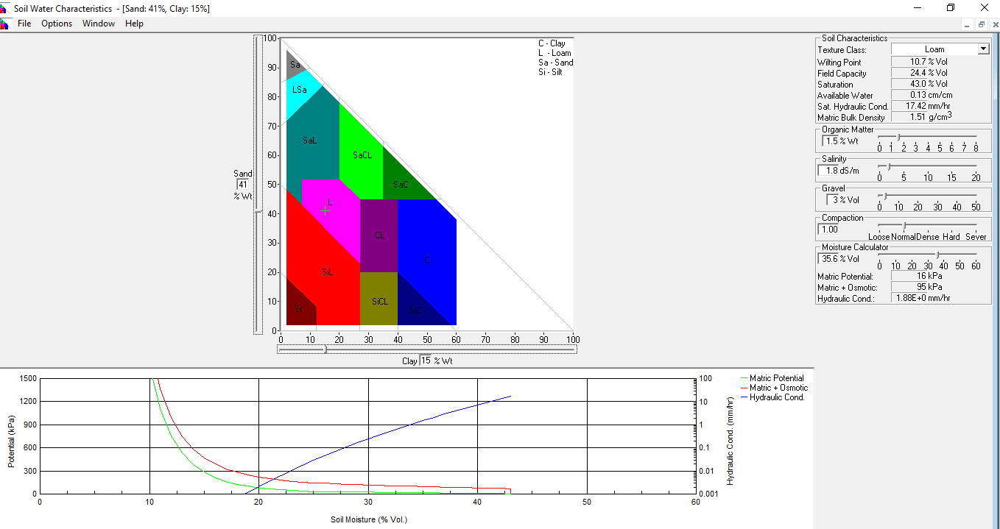 Soil Water Characteristics - [Sand: 41%, Clay: 15%]
File Options Window Help
C - Clay
L - Loam
Sa - Sand
Si - Silt
100
90
80
70
60
50
40
30
20
10
0
Sand
41
% Wt
Sa
LSa
SaL
SaCL
SaC
L
CL
C
SiL
SiCL
Si
0 10 20 30 40 50 60 70 80 90 100
Clay 15 % Wt
Soil Characteristics
Texture Class: Loam
Wilting Point 10.7 % Vol
Field Capacity 24.4 % Vol
Saturation 43.0 % Vol
Available Water 0.13 cm/cm
Sat. Hydraulic Cond. 17.42 mm/hr
Matric Bulk Density 1.51 g/cm3
Organic Matter
1.5 % Wt
0 1 2 3 4 5 6 7 8
Salinity
1.8 dS/m
0 5 10 15 20
Gravel
3 % Vol
0 10 20 30 40 50
Compaction
1.00
Loose Normal Dense Hard Sever
Moisture Calculator
35.6 % Vol
0 10 20 30 40 50 60
Matric Potential: 16 kPa
Matric + Osmotic: 95 kPa
Hydraulic Cond.: 1.88E+0 mm/hr
Potential (kPa)
1500
1200
900
600
300
0
0 10 20 30 40 50 60
Soil Moisture (% Vol.)
100
10
1
0.1
0.01
0.001
Hydraulic Cond. (mm/hr)
Matric Potential
Matric + Osmotic
Hydraulic Cond.